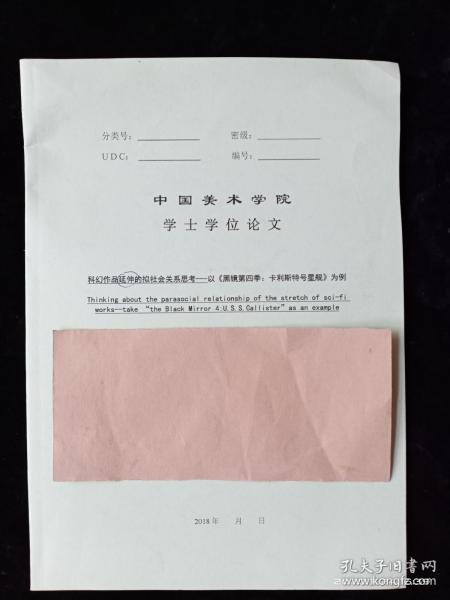 分类号：____________ 密级：____________
UDC：____________ 编号：____________
中国美术学院
学士学位论文
科幻作品延伸的拟社会关系思考——以《黑镜第四季：卡利斯特号星舰》为例
Thinking about the parasocial relationship of the stretch of sci-fi
works--take “the Black Mirror 4:U.S.S.Callister”as an example
2018年 月 日
孔夫子旧书网
www.kongfz.com